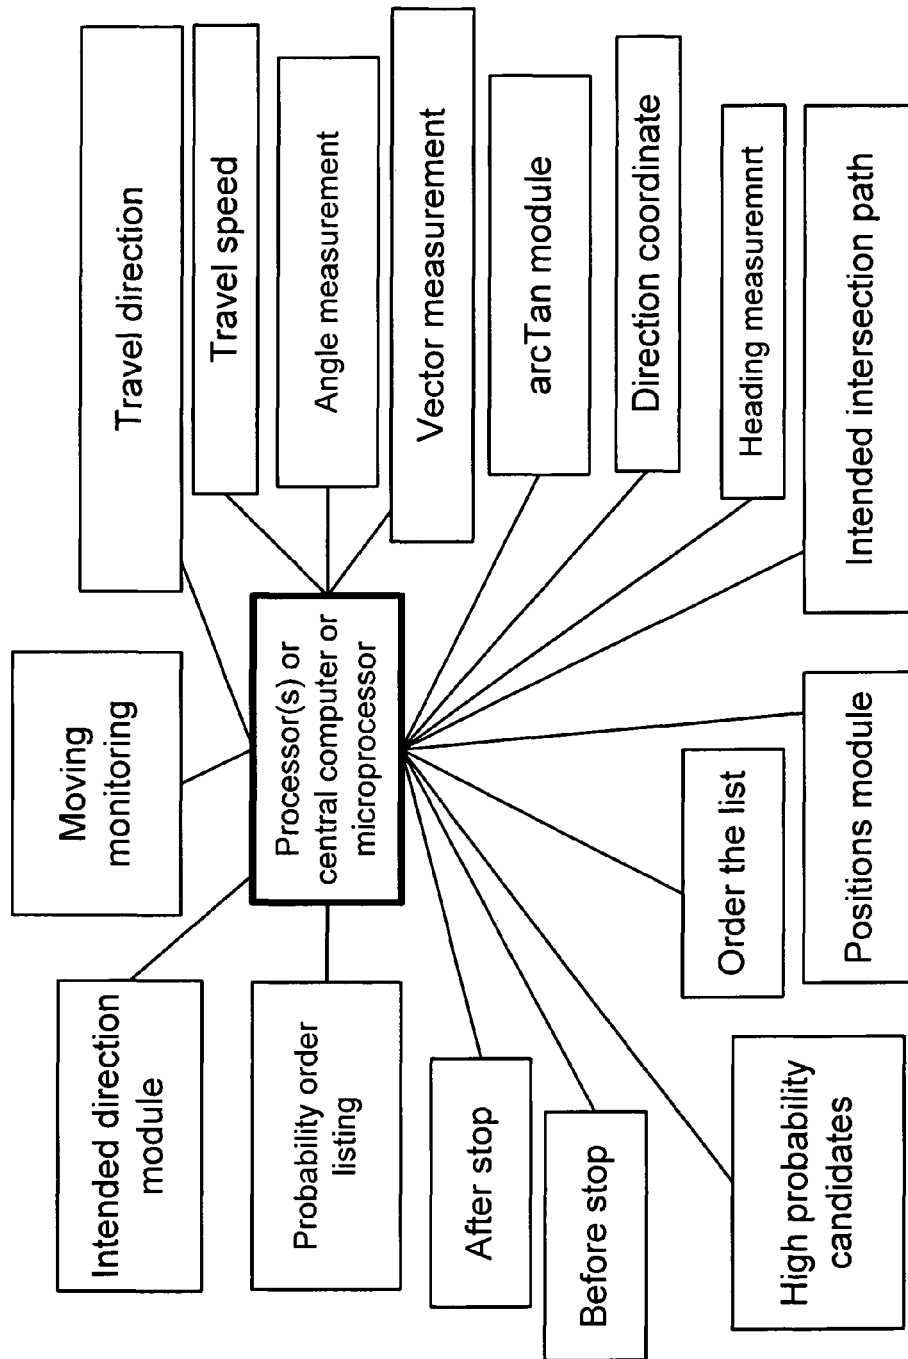 Intended direction
module
Moving
monitoring
Travel direction
Travel speed
Probability order
listing
Processor(s) or
central computer or
microprocessor
Angle measurement
Vector measurement
After stop
arcTan module
Before stop
Direction coordinate
Order the list
Heading measuremnrt
High probability
candidates
Positions module
Intended intersection path